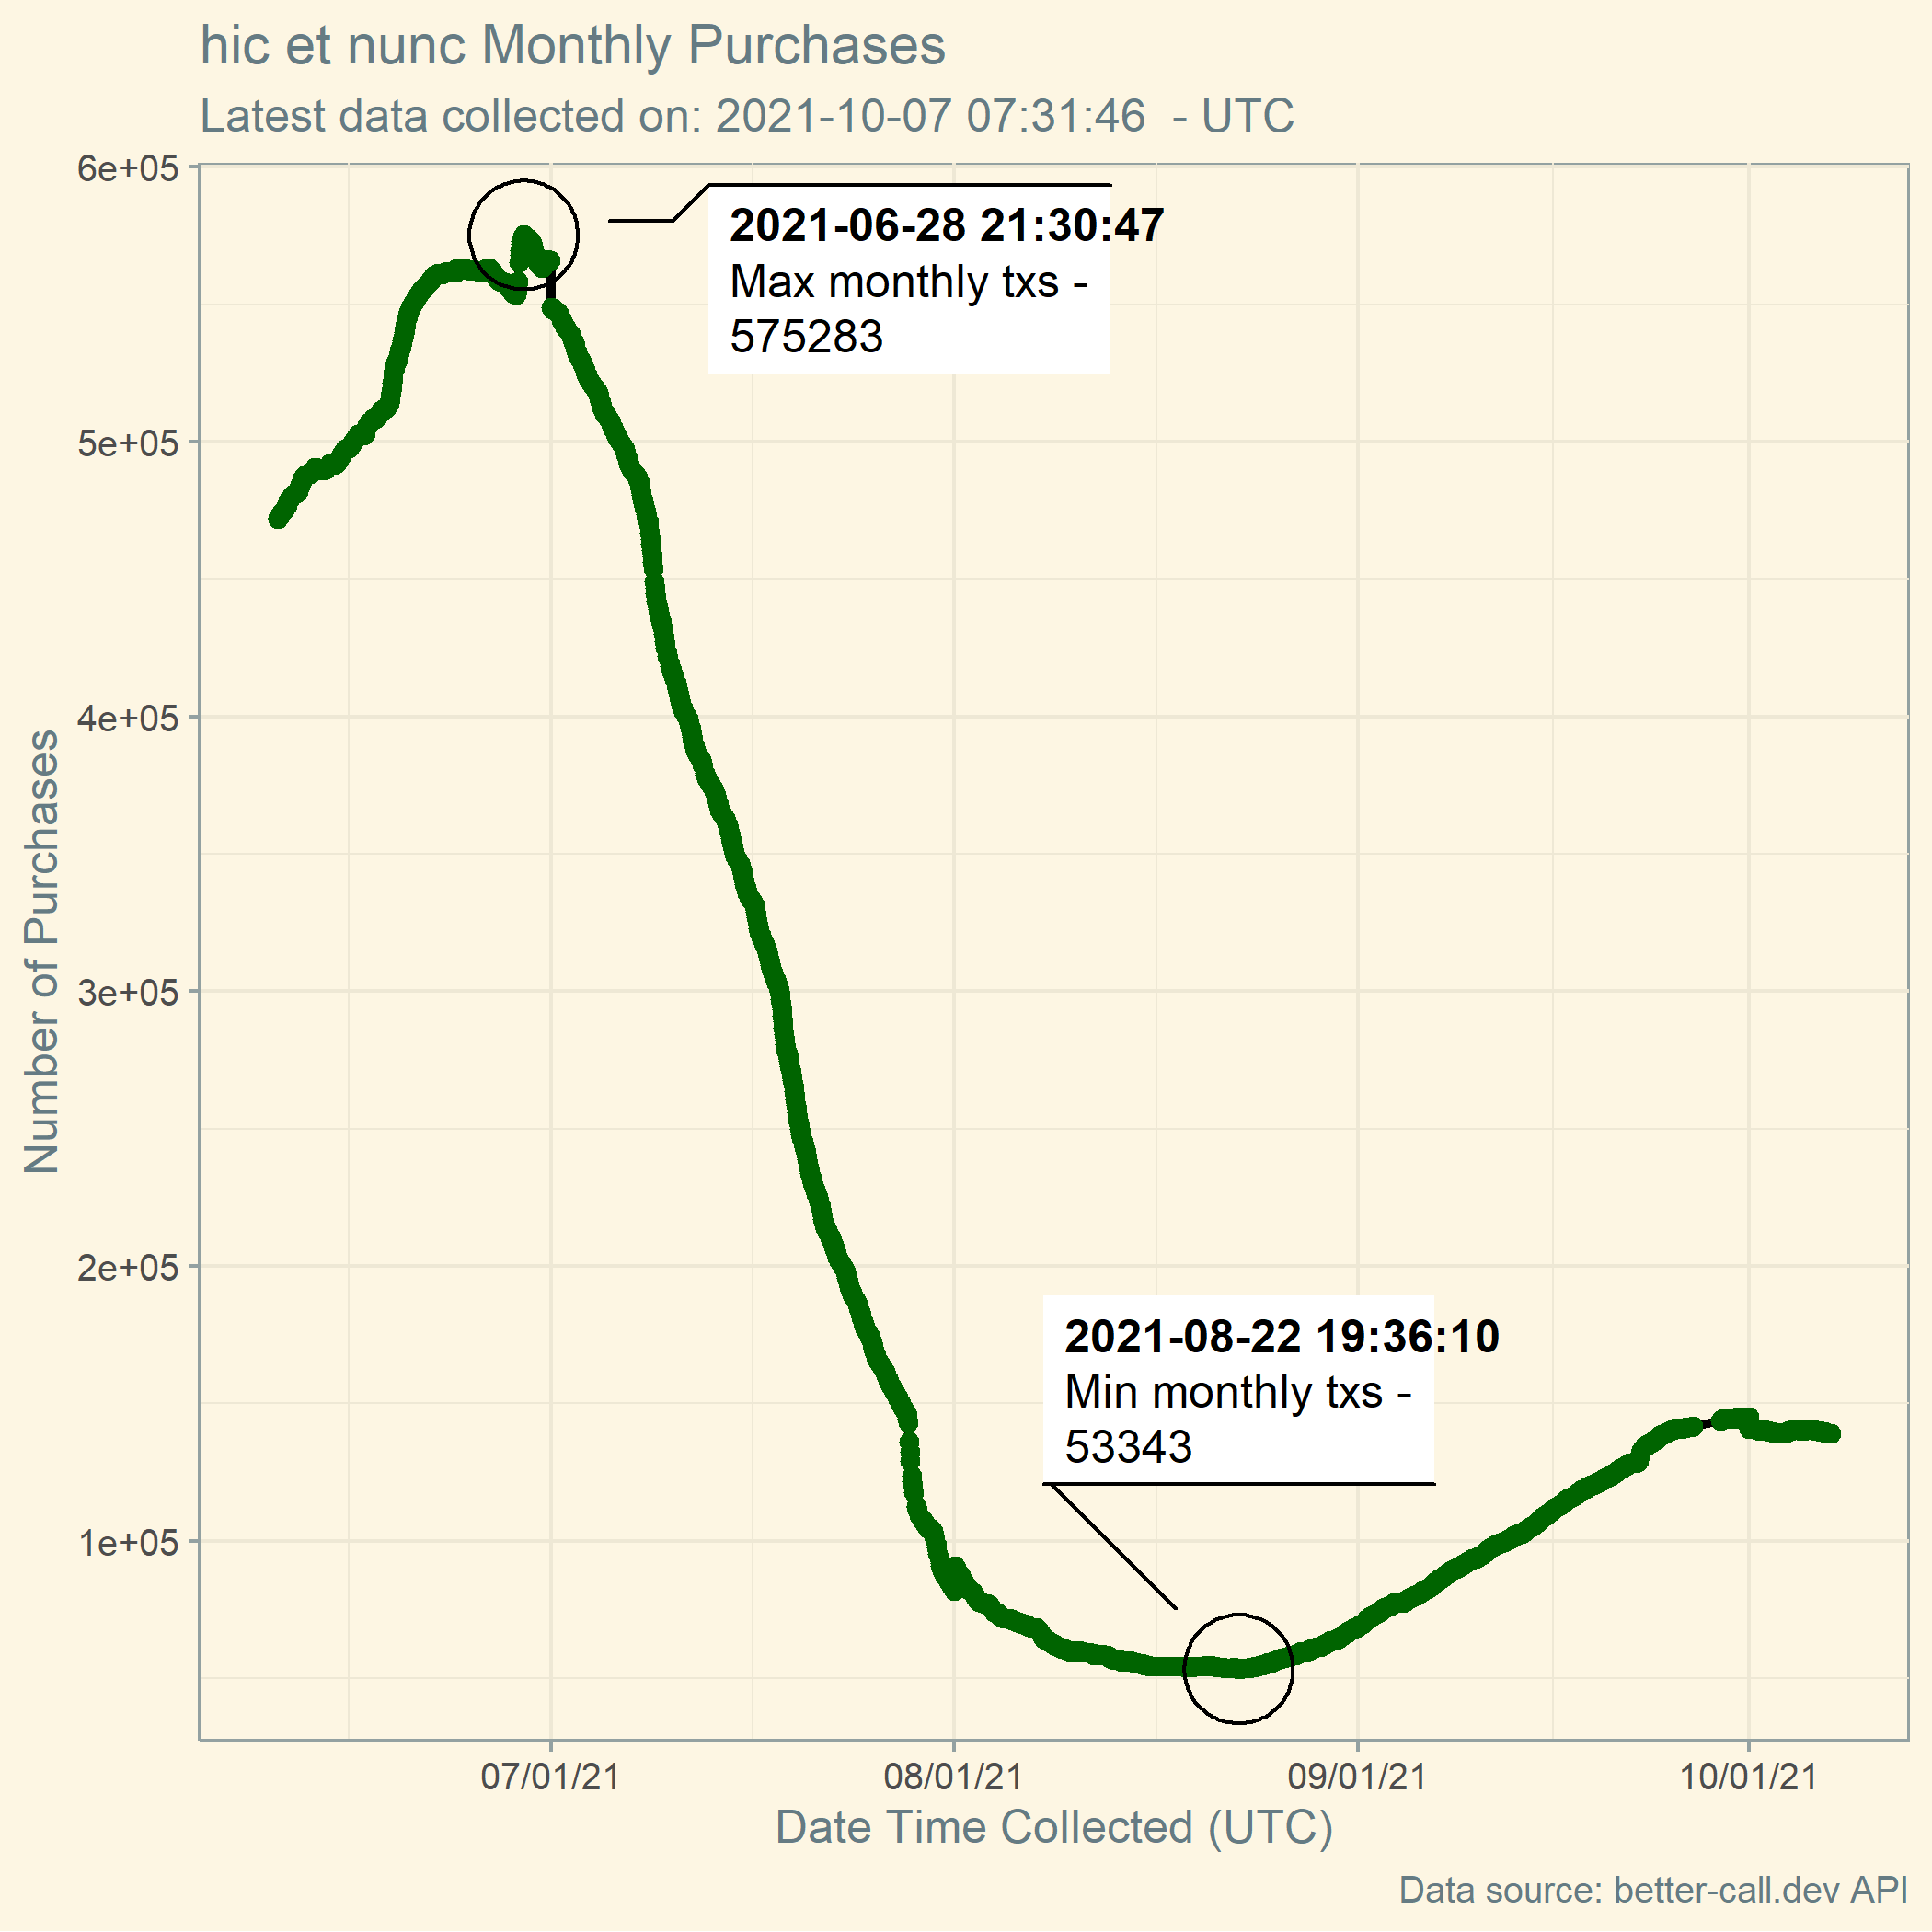 hic et nunc Monthly Purchases
Latest data collected on: 2021-10-07 07:31:46  - UTC
6e+05
5e+05
4e+05
3e+05
2e+05
1e+05
Number of Purchases
2021-06-28 21:30:47
Max monthly txs -
575283
2021-08-22 19:36:10
Min monthly txs -
53343
07/01/21
08/01/21
09/01/21
10/01/21
Date Time Collected (UTC)
Data source: better-call.dev API